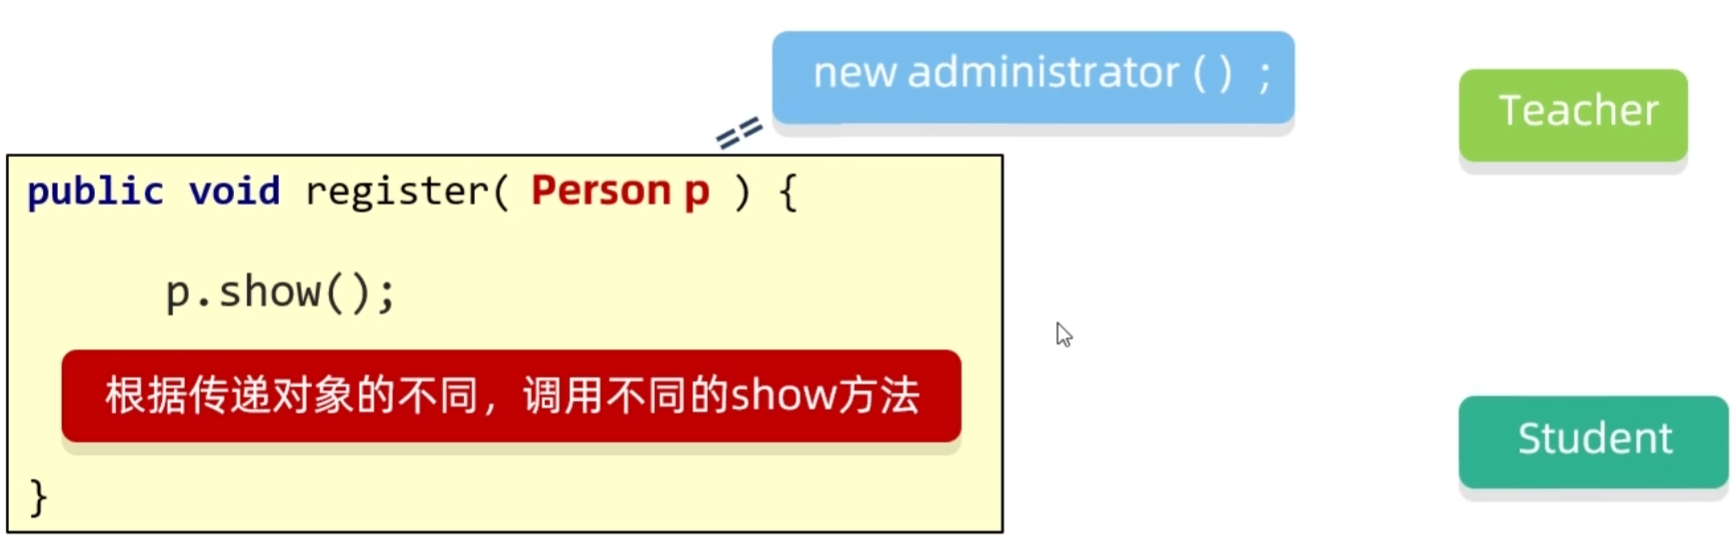 new administrator ( ) ;
Teacher
==
public void register( Person p ) {
p.show();
根据传递对象的不同，调用不同的show方法
Student
}